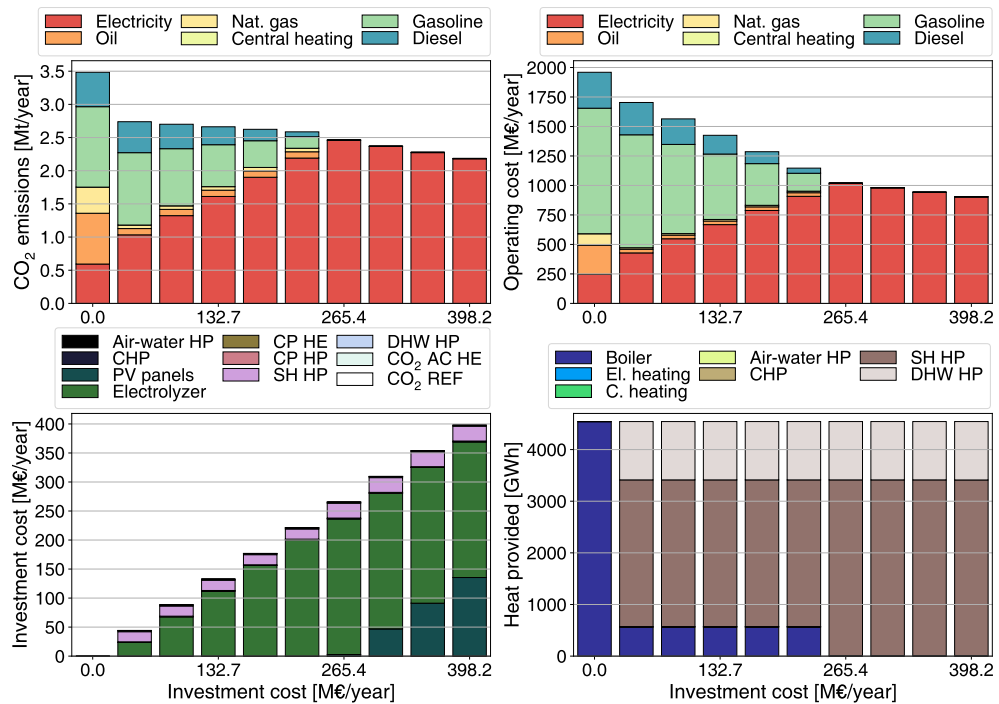 Electricity Nat. gas Gasoline
Oil Central heating Diesel
CO2 emissions [Mt/year]
3.5
3.0
2.5
2.0
1.5
1.0
0.5
0.0
0.0 132.7 265.4 398.2
Electricity Nat. gas Gasoline
Oil Central heating Diesel
Operating cost [M€/year]
2000
1750
1500
1250
1000
750
500
250
0
0.0 132.7 265.4 398.2
Air-water HP CP HE DHW HP
CHP CP HP CO2 AC HE
PV panels SH HP CO2 REF
Electrolyzer
Investment cost [M€/year]
400
350
300
250
200
150
100
50
0
0.0 132.7 265.4 398.2
Investment cost [M€/year]
Boiler Air-water HP SH HP
El. heating CHP DHW HP
C. heating
Heat provided [GWh]
4000
3000
2000
1000
0
0.0 132.7 265.4 398.2
Investment cost [M€/year]